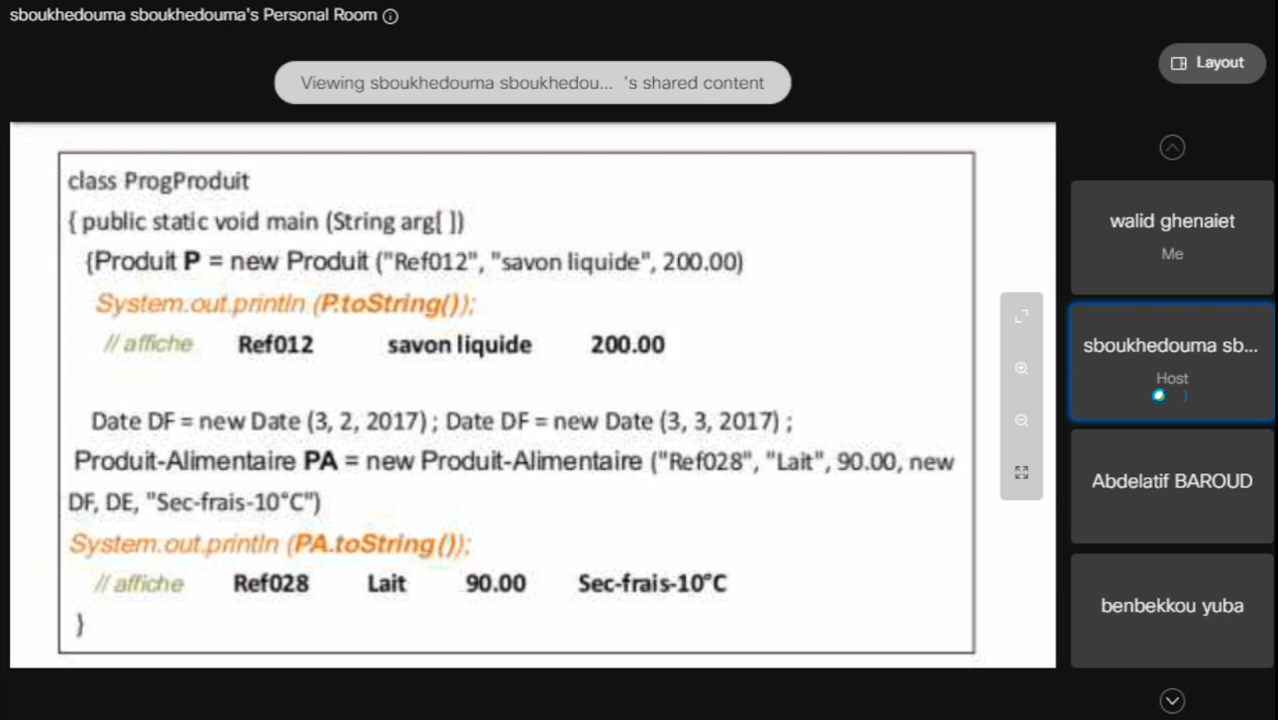 sboukhedouma sboukhedouma's Personal Room
Viewing sboukhedouma sboukhedou... 's shared content
Layout
class ProgProduit
{ public static void main (String arg[ ])
{Produit P = new Produit ("Ref012", "savon liquide", 200.00)
System.out.println (P.toString());
// affiche Ref012 savon liquide 200.00
Date DF = new Date (3, 2, 2017) ; Date DF = new Date (3, 3, 2017) ;
Produit-Alimentaire PA = new Produit-Alimentaire ("Ref028", "Lait", 90.00, new
DF, DE, "Sec-frais-10°C")
System.out.println (PA.toString());
// affiche Ref028 Lait 90.00 Sec-frais-10°C
}
walid ghenaiet
Me
sboukhedouma sb...
Host
Abdelatif BAROUD
benbekkou yuba